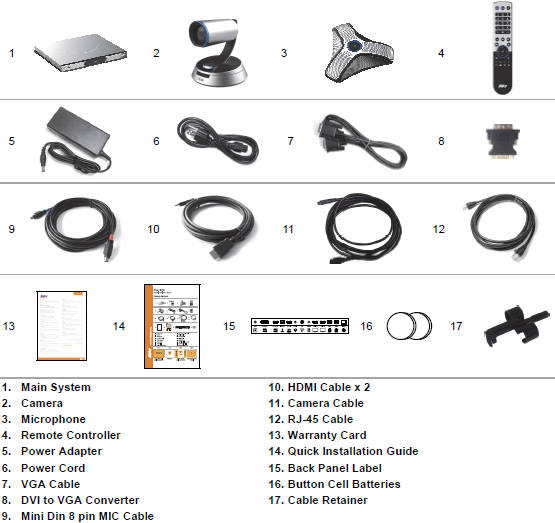 1
2
3
4
5
6
7
8
9
10
11
12
13
14
15
16
17
1. Main System
2. Camera
3. Microphone
4. Remote Controller
5. Power Adapter
6. Power Cord
7. VGA Cable
8. DVI to VGA Converter
9. Mini Din 8 pin MIC Cable
10. HDMI Cable x 2
11. Camera Cable
12. RJ-45 Cable
13. Warranty Card
14. Quick Installation Guide
15. Back Panel Label
16. Button Cell Batteries
17. Cable Retainer